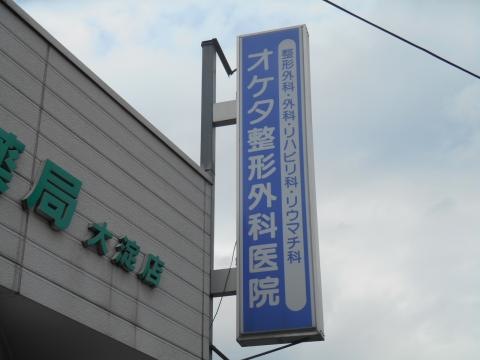 整形外科・外科・リハビリ科・リウマチ科
オケタ整形外科医院
薬局
大淀店